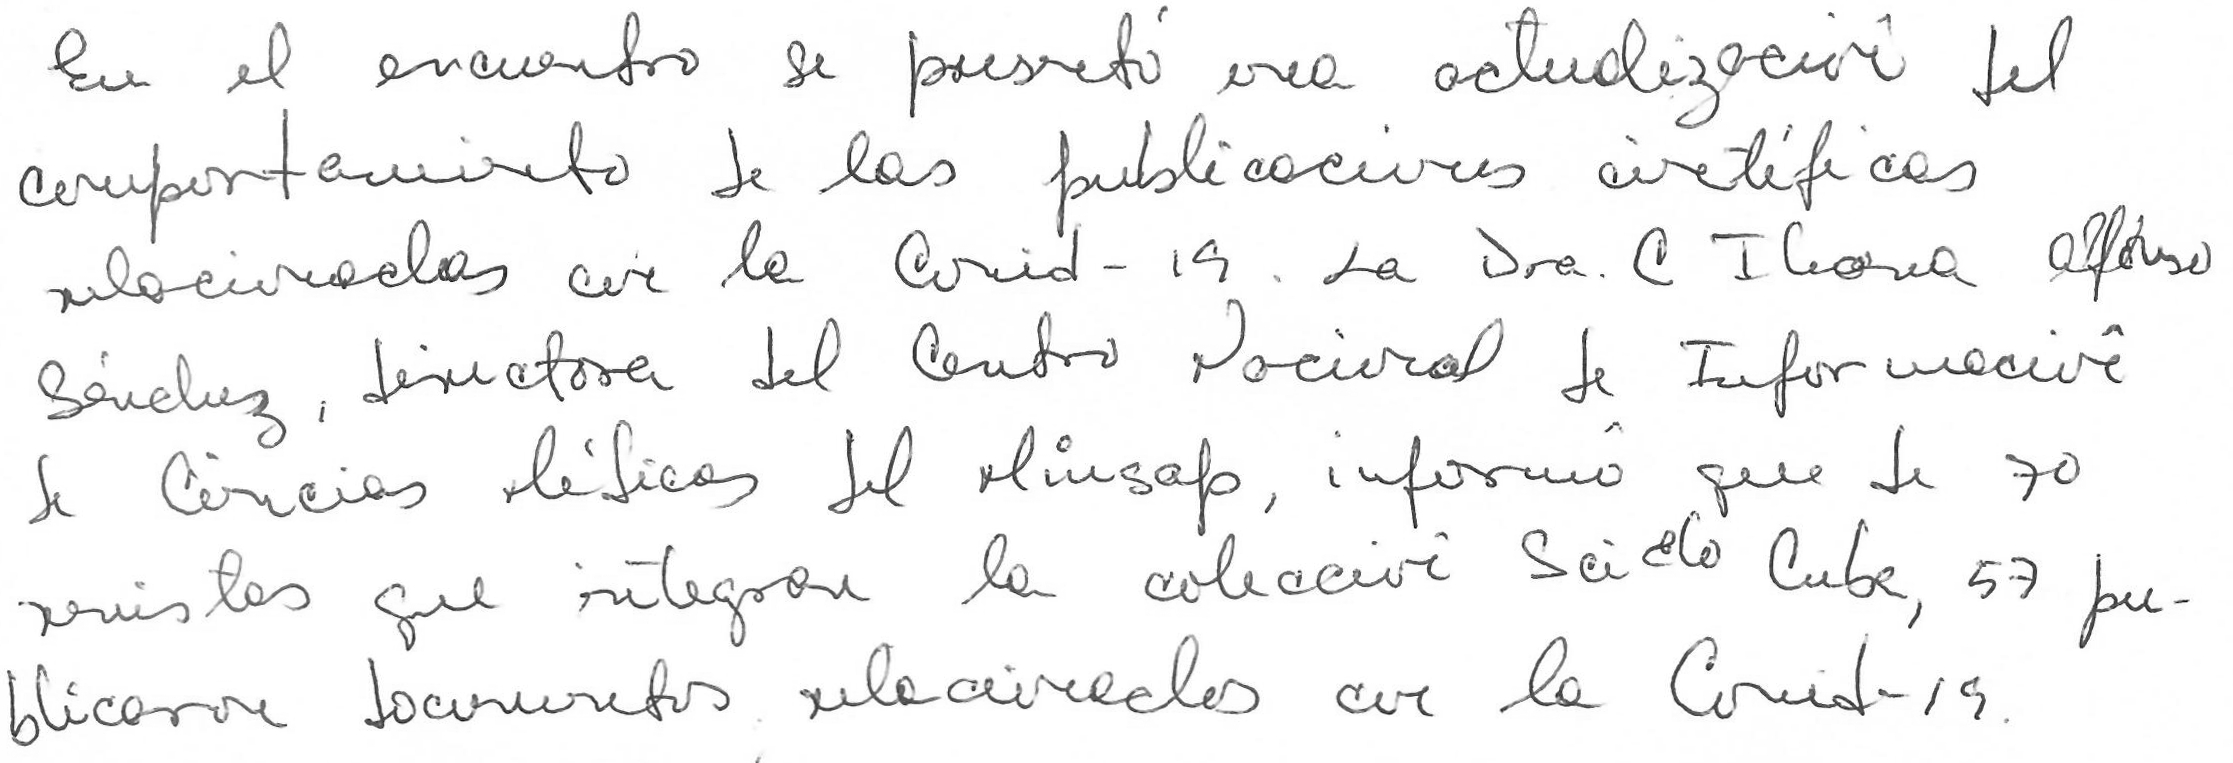 En el encuentro se presentó una actualización del
comportamiento de las publicaciones científicas
relacionadas con la Covid-19. La Dra. C Ileana Alfonso
Sánchez, directora del Centro Nacional de Información
de Ciencias Médicas del Minsap, informó que de 70
revistas que integran la colección Scielo Cuba, 57 pu-
blicaron documentos relacionados con la Covid-19.